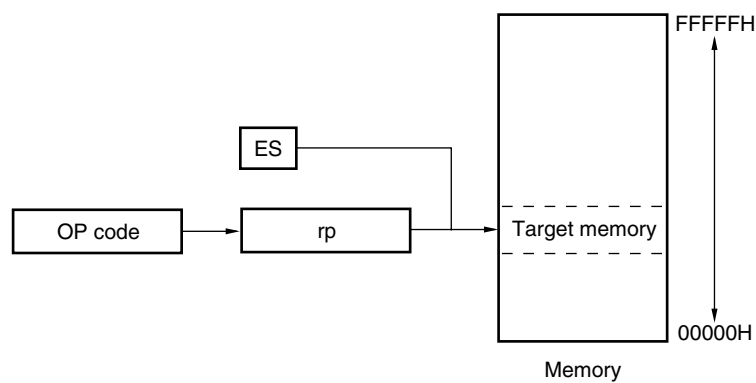 FFFFFH
ES
OP code
rp
Target memory
00000H
Memory